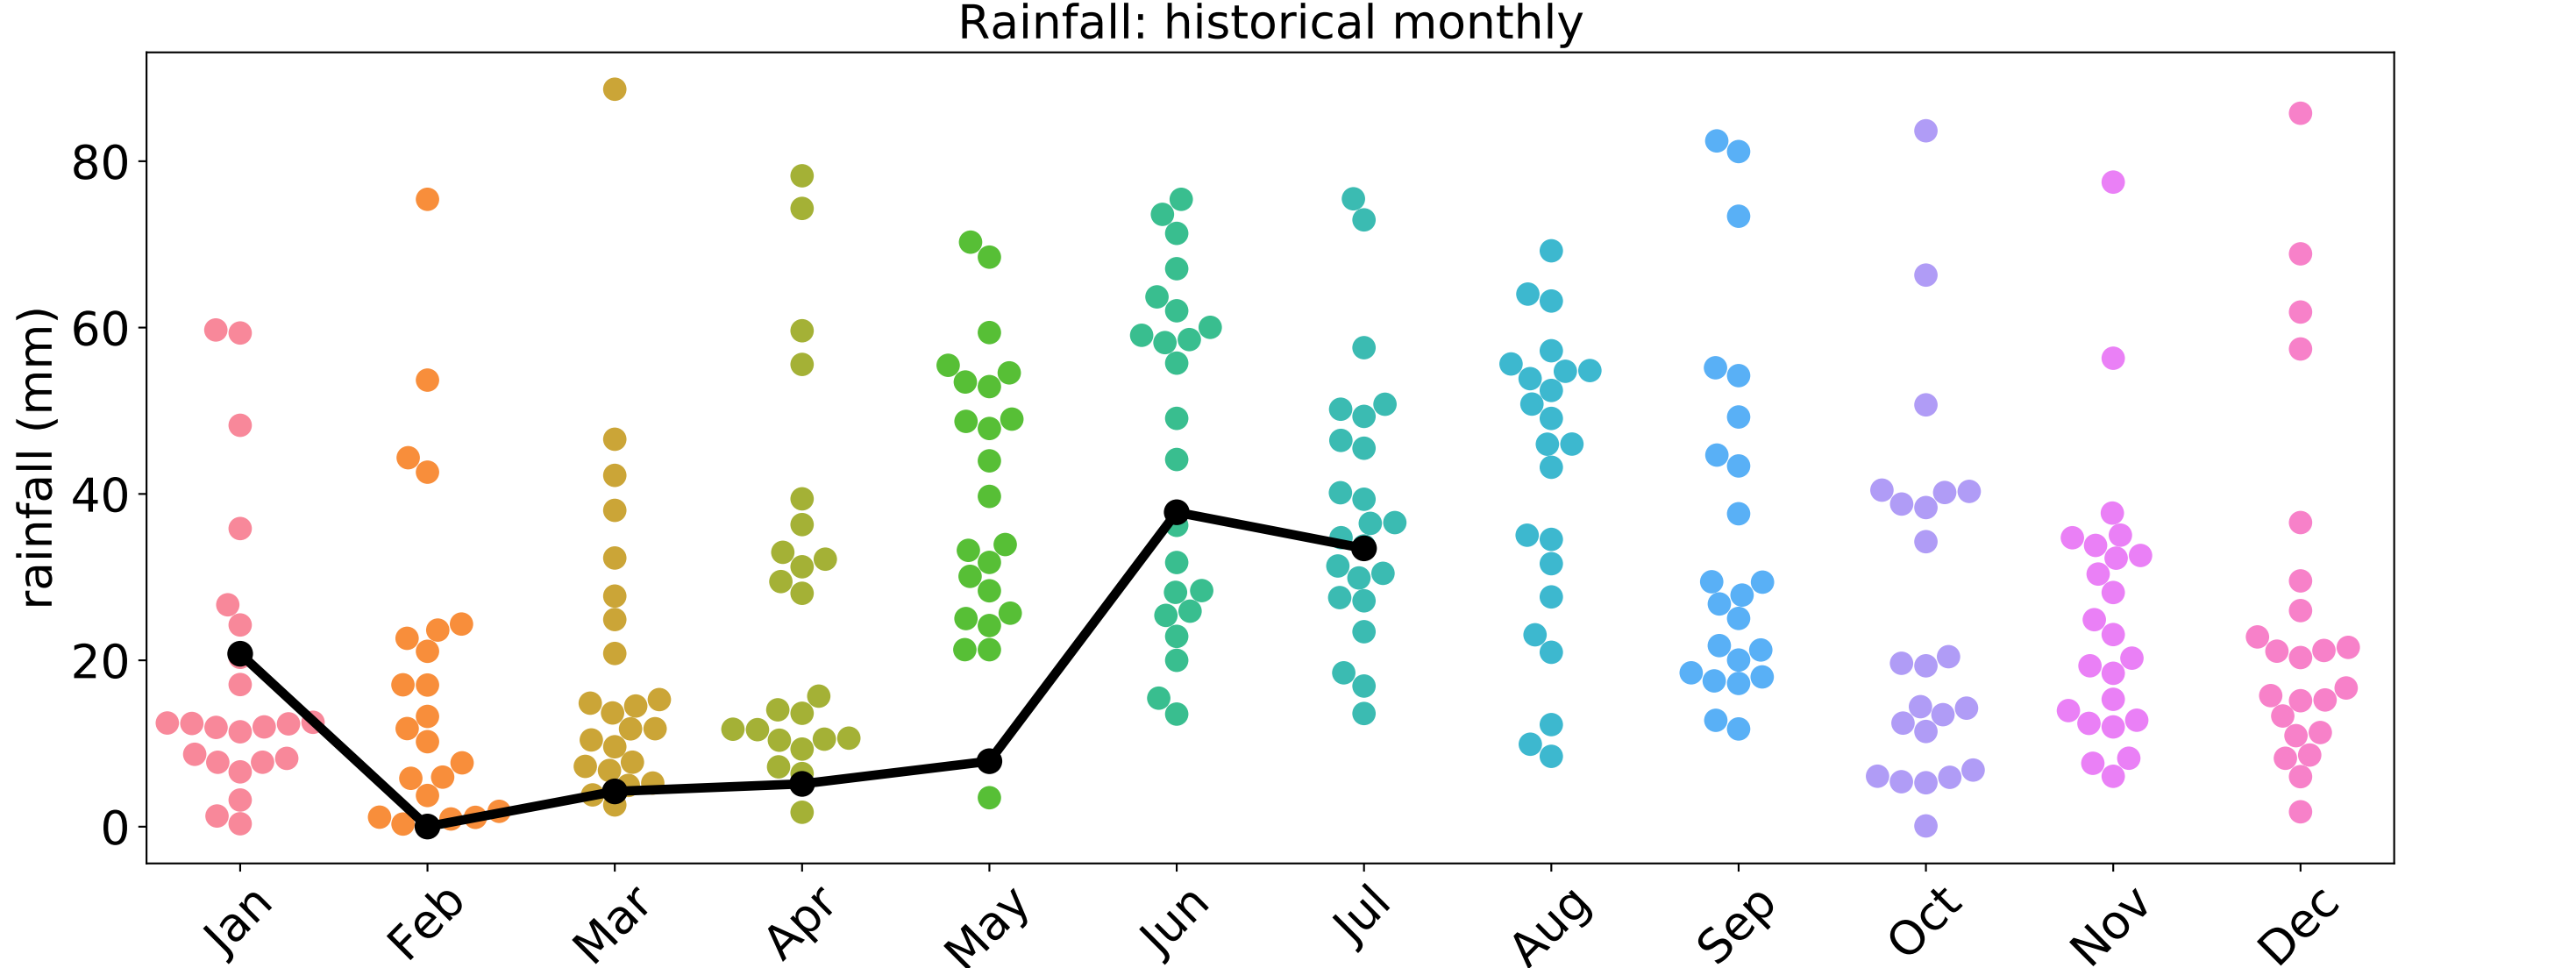 Rainfall: historical monthly
rainfall (mm)
80
60
40
20
0
Jan
Feb
Mar
Apr
May
Jun
Jul
Aug
Sep
Oct
Nov
Dec